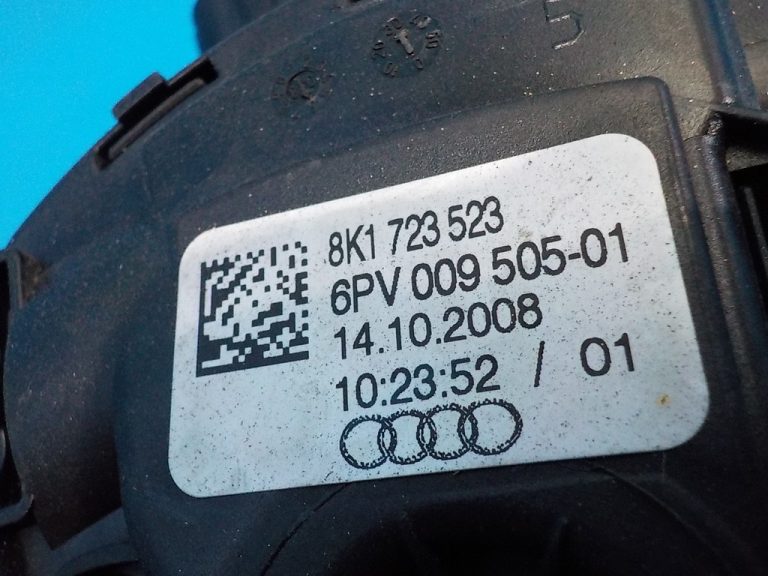 8K1 723 523
6PV 009 505-01
14.10.2008
10:23:52 / 01